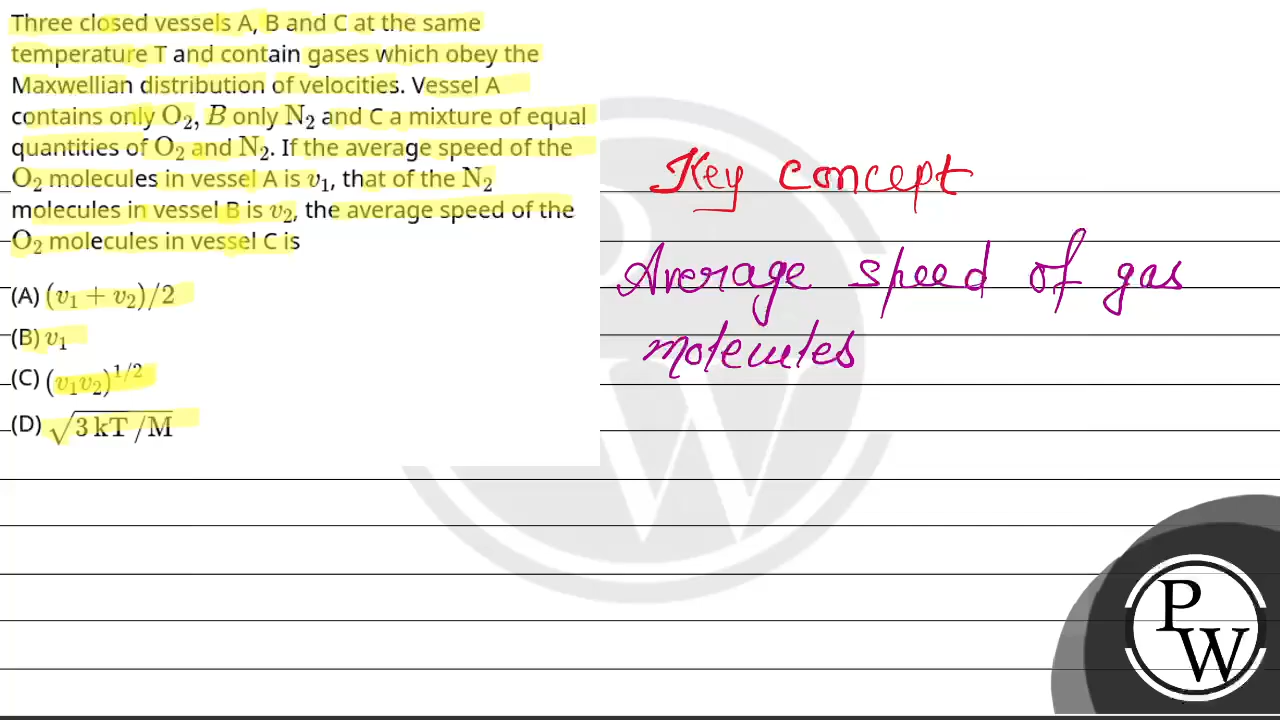 Three closed vessels A, B and C at the same
temperature T and contain gases which obey the
Maxwellian distribution of velocities. Vessel A
contains only O₂, B only N₂ and C a mixture of equal
quantities of O₂ and N₂. If the average speed of the
O₂ molecules in vessel A is v₁, that of the N₂
molecules in vessel B is v₂, the average speed of the
O₂ molecules in vessel C is
(A) (v₁ + v₂)/2
(B) v₁
(C) (v₁v₂)^{1/2}
(D) √(3 kT /M)
Key concept
Average speed of gas
molecules
P
W